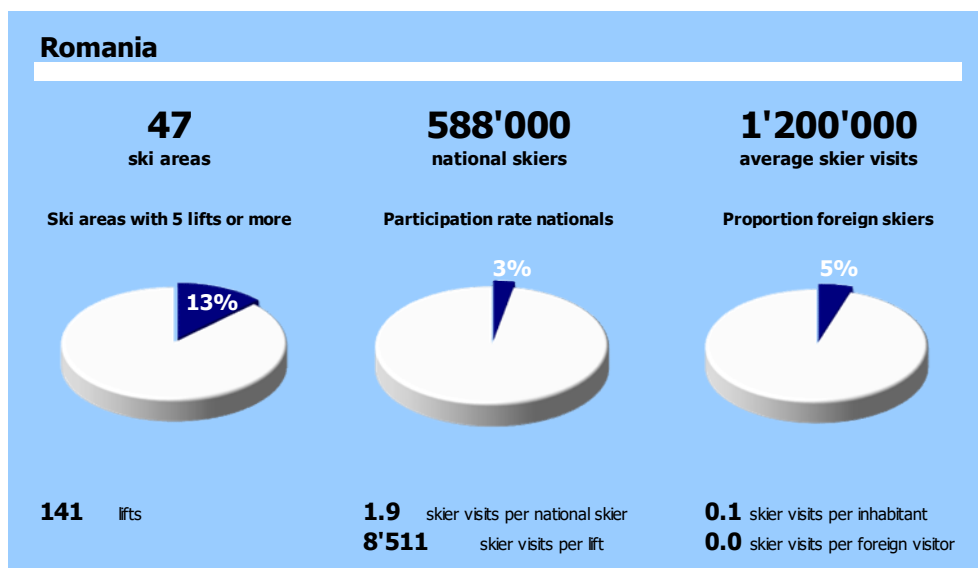 Romania
47
ski areas
588'000
national skiers
1'200'000
average skier visits
Ski areas with 5 lifts or more
Participation rate nationals
Proportion foreign skiers
13%
3%
5%
141 lifts
1.9 skier visits per national skier
8'511 skier visits per lift
0.1 skier visits per inhabitant
0.0 skier visits per foreign visitor